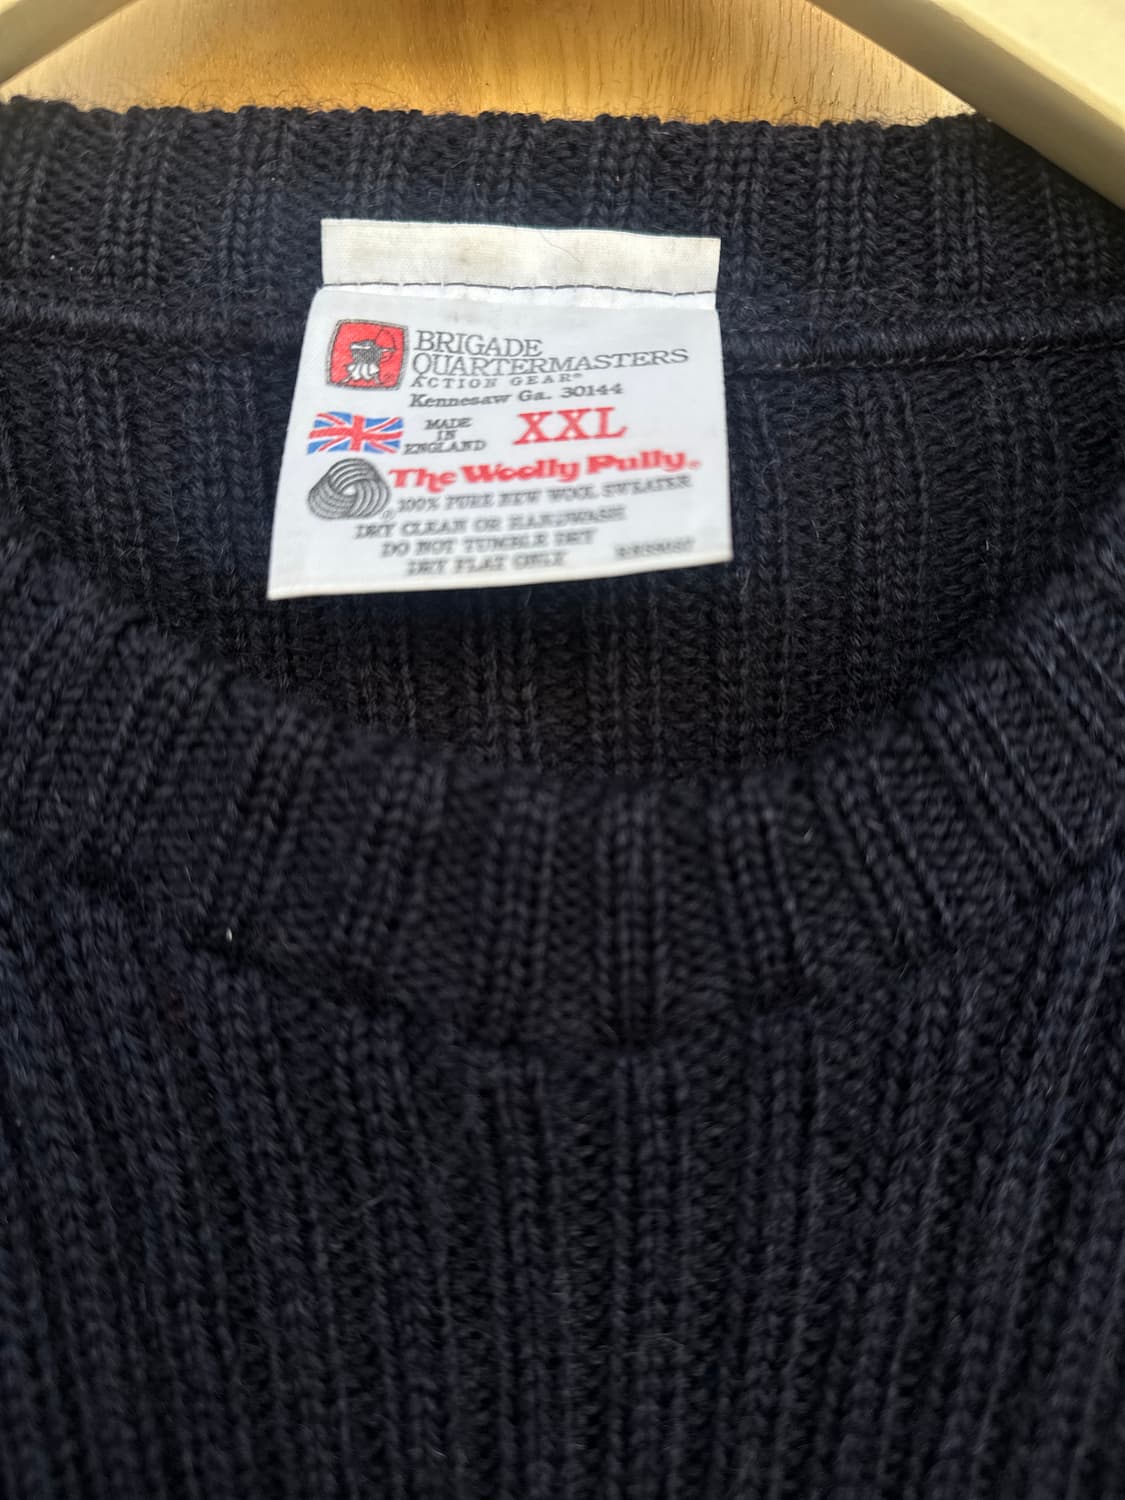 BRIGADE
QUARTERMASTERS
ACTION GEAR®
Kennesaw Ga. 30144
MADE
IN
ENGLAND
XXL
The Woolly Pully®
® 100% PURE NEW WOOL SWEATER
DRY CLEAN OR HANDWASH
DO NOT TUMBLE DRY
DRY FLAT ONLY